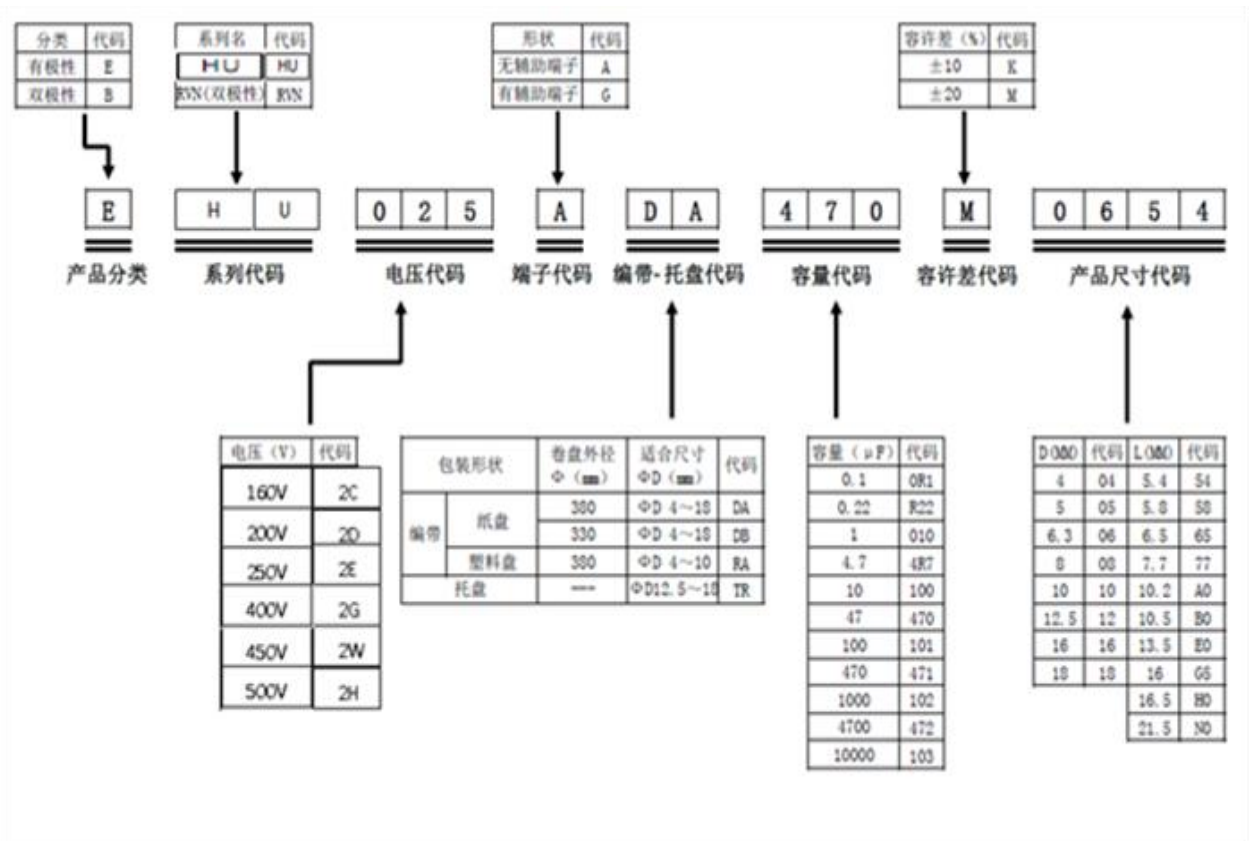 分类 代码
有极性 E
双极性 B
系列名 代码
HU HU
RVN(双极性) RVN
形状 代码
无辅助端子 A
有辅助端子 G
容许差（%） 代码
±10 K
±20 M
E H U 0 2 5 A D A 4 7 0 M 0 6 5 4
产品分类 系列代码 电压代码 端子代码 编带-托盘代码 容量代码 容许差代码 产品尺寸代码
电压（V） 代码
160V 2C
200V 2D
250V 2E
400V 2G
450V 2W
500V 2H
包装形状 卷盘外径 Φ（mm） 适合尺寸 ΦD（mm） 代码
编带 纸盘 380 ΦD 4～18 DA
330 ΦD 4～18 DB
塑料盘 380 ΦD 4～10 RA
托盘 --- ΦD12.5～18 TR
容量（μF） 代码
0.1 0R1
0.22 R22
1 010
4.7 4R7
10 100
47 470
100 101
470 471
1000 102
4700 472
10000 103
D(MM) 代码 L(MM) 代码
4 04 5.4 54
5 05 5.8 58
6.3 06 6.5 65
8 08 7.7 77
10 10 10.2 A0
12.5 12 10.5 B0
16 16 13.5 E0
18 18 16 G5
16.5 H0
21.5 N0